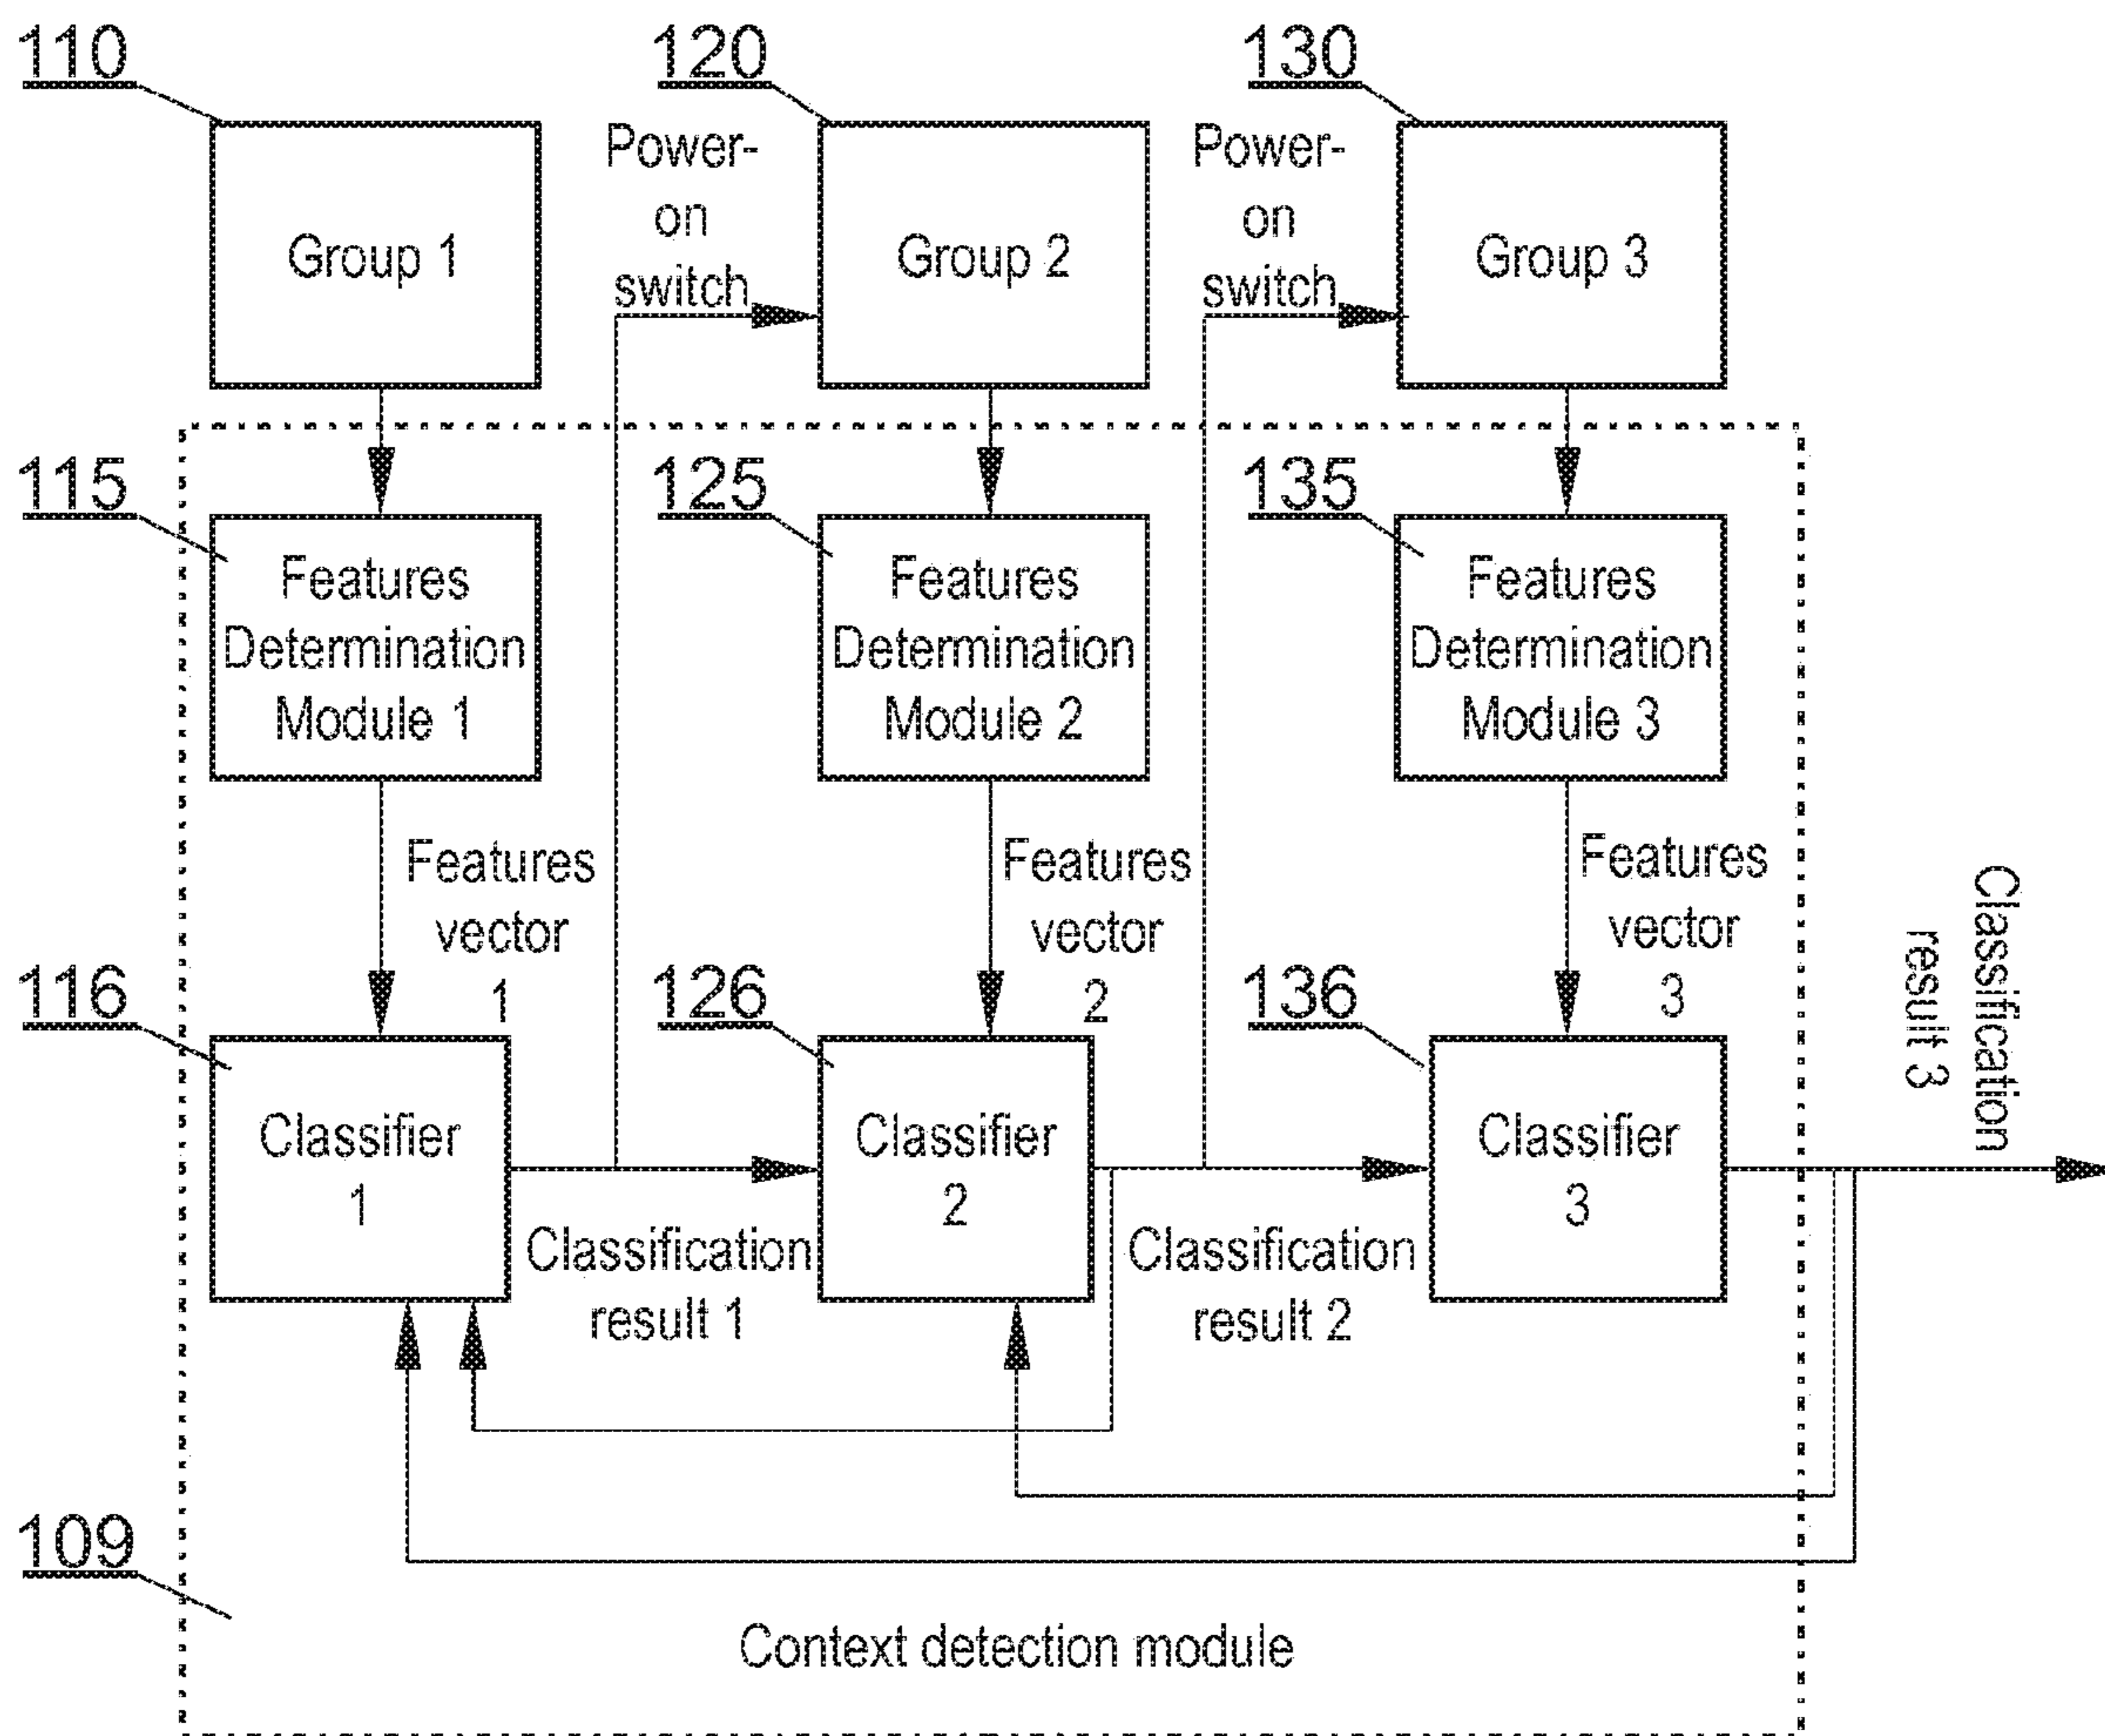 110
120
130
Group 1
Power-
on
switch
Group 2
Power-
on
switch
Group 3
115
125
135
Features
Determination
Module 1
Features
Determination
Module 2
Features
Determination
Module 3
Features
vector
1
Features
vector
2
Features
vector
3
Classification
result 3
116
126
136
Classifier
1
Classifier
2
Classifier
3
Classification
result 1
Classification
result 2
109
Context detection module